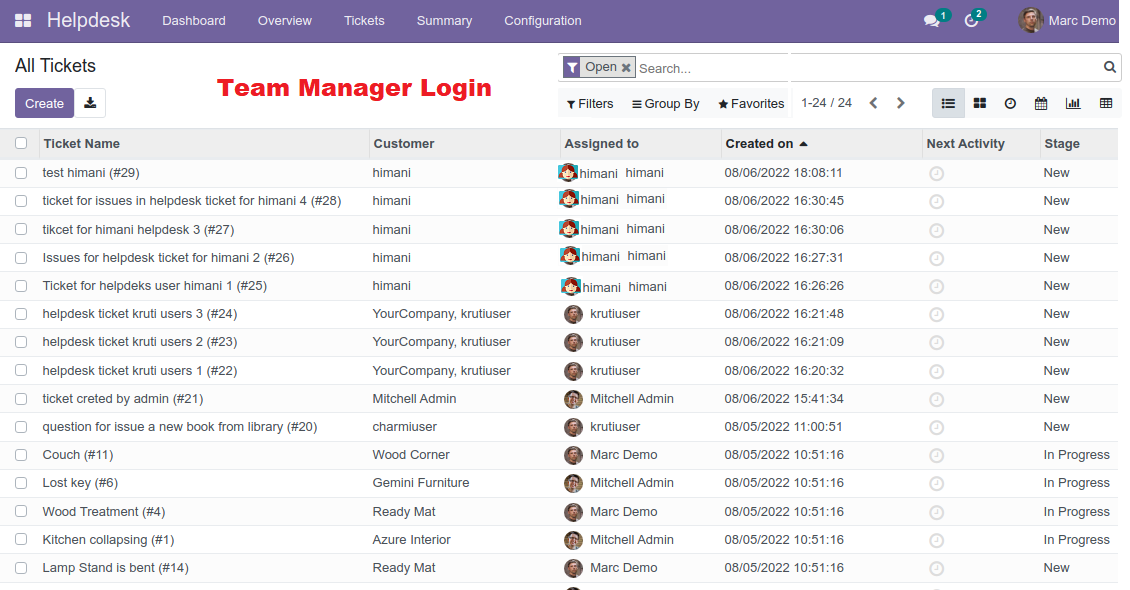 Helpdesk Dashboard Overview Tickets Summary Configuration 1 2 Marc Demo
All Tickets
Open Search...
Team Manager Login
Create
Filters Group By Favorites 1-24 / 24
Ticket Name Customer Assigned to Created on Next Activity Stage
test himani (#29) himani himani himani 08/06/2022 18:08:11 New
ticket for issues in helpdesk ticket for himani 4 (#28) himani himani himani 08/06/2022 16:30:45 New
tikcet for himani helpdesk 3 (#27) himani himani himani 08/06/2022 16:30:06 New
Issues for helpdesk ticket for himani 2 (#26) himani himani himani 08/06/2022 16:27:31 New
Ticket for helpdeks user himani 1 (#25) himani himani himani 08/06/2022 16:26:26 New
helpdesk ticket kruti users 3 (#24) YourCompany, krutiuser krutiuser 08/06/2022 16:21:48 New
helpdesk ticket kruti users 2 (#23) YourCompany, krutiuser krutiuser 08/06/2022 16:21:09 New
helpdesk ticket kruti users 1 (#22) YourCompany, krutiuser krutiuser 08/06/2022 16:20:32 New
ticket creted by admin (#21) Mitchell Admin Mitchell Admin 08/06/2022 15:41:34 New
question for issue a new book from library (#20) charmiuser krutiuser 08/05/2022 11:00:51 New
Couch (#11) Wood Corner Marc Demo 08/05/2022 10:51:16 In Progress
Lost key (#6) Gemini Furniture Mitchell Admin 08/05/2022 10:51:16 In Progress
Wood Treatment (#4) Ready Mat Marc Demo 08/05/2022 10:51:16 In Progress
Kitchen collapsing (#1) Azure Interior Mitchell Admin 08/05/2022 10:51:16 In Progress
Lamp Stand is bent (#14) Ready Mat Marc Demo 08/05/2022 10:51:16 New